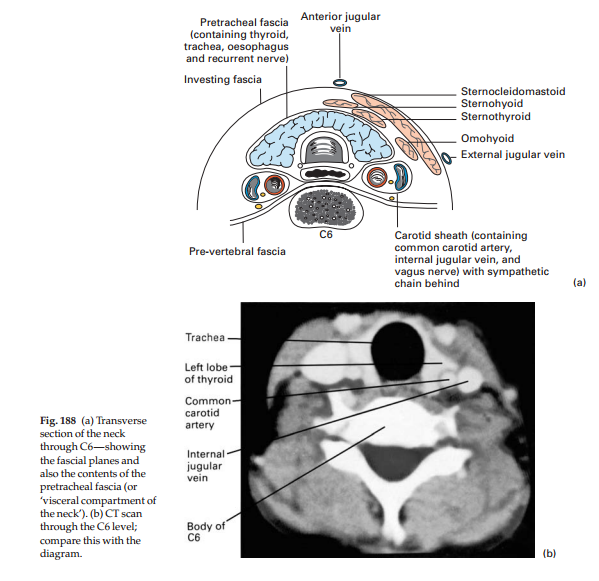 Anterior jugular
vein
Pretracheal fascia
(containing thyroid,
trachea, oesophagus
and recurrent nerve)
Investing fascia
Sternocleidomastoid
Sternohyoid
Sternothyroid
Omohyoid
External jugular vein
C6
Pre-vertebral fascia
Carotid sheath (containing
common carotid artery,
internal jugular vein, and
vagus nerve) with sympathetic
chain behind
(a)
Trachea
Left lobe
of thyroid
Common
carotid
artery
Internal
jugular
vein
Body of
C6
(b)
Fig. 188 (a) Transverse
section of the neck
through C6—showing
the fascial planes and
also the contents of the
pretracheal fascia (or
‘visceral compartment of
the neck’). (b) CT scan
through the C6 level;
compare this with the
diagram.